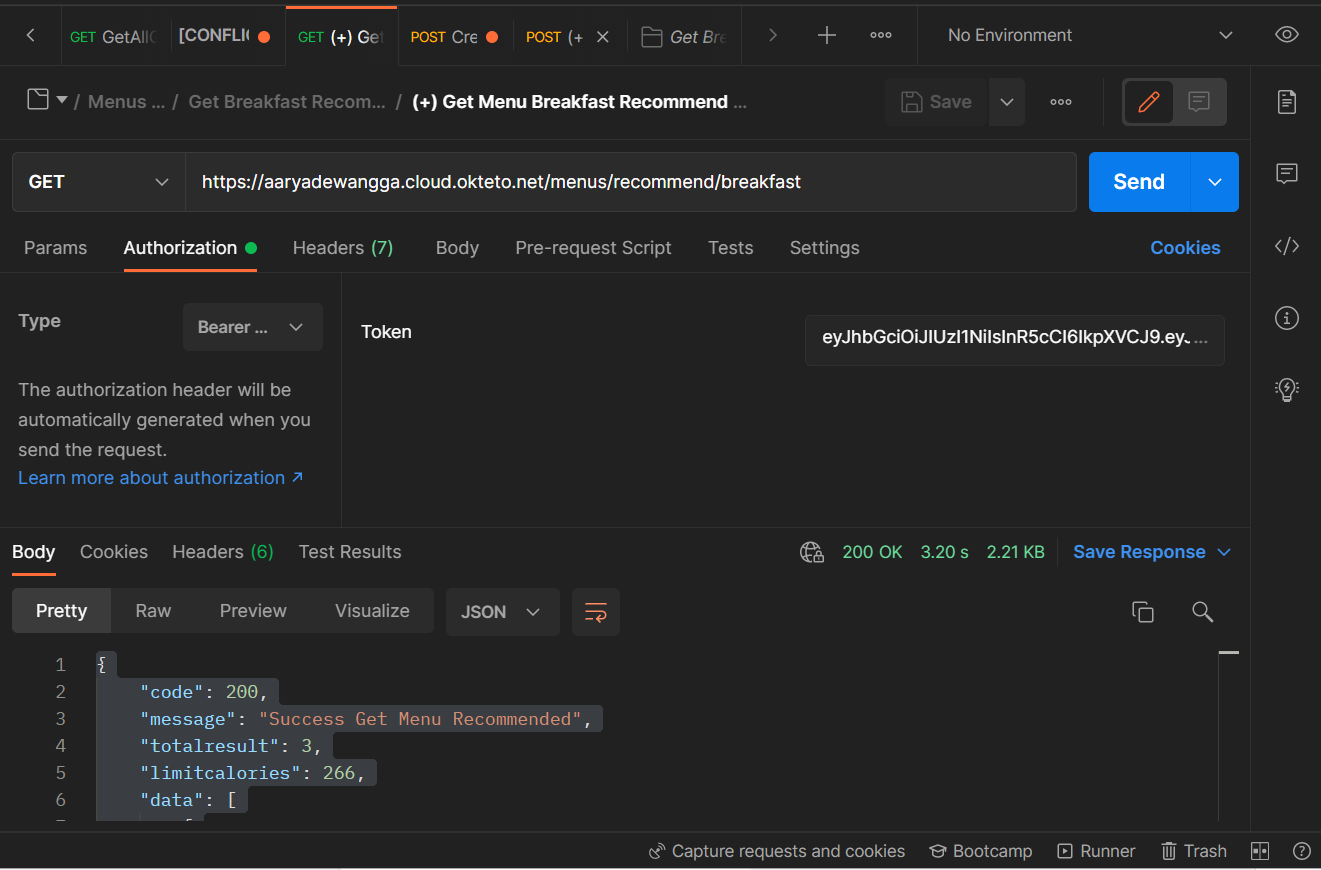 GET GetAllC [CONFLI GET (+) Get POST Cre POST (+ Get Bre No Environment
/ Menus ... / Get Breakfast Recom... / (+) Get Menu Breakfast Recommend ... Save
GET https://aaryadewangga.cloud.okteto.net/menus/recommend/breakfast Send
Params Authorization Headers (7) Body Pre-request Script Tests Settings Cookies
Type Bearer ... Token eyJhbGciOiJIUzI1NiIsInR5cCI6IkpXVCJ9.eyJ...
The authorization header will be
automatically generated when you
send the request.
Learn more about authorization ↗
Body Cookies Headers (6) Test Results 200 OK 3.20 s 2.21 KB Save Response
Pretty Raw Preview Visualize JSON
1 {
2 "code": 200,
3 "message": "Success Get Menu Recommended",
4 "totalresult": 3,
5 "limitcalories": 266,
6 "data": [
Capture requests and cookies Bootcamp Runner Trash